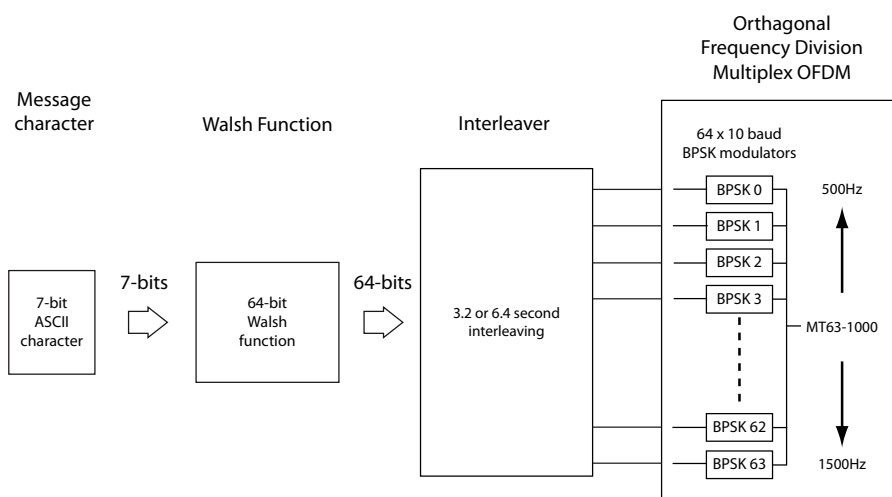 Orthagonal
Frequency Division
Multiplex OFDM
Message
character
Walsh Function
Interleaver
64 x 10 baud
BPSK modulators
BPSK 0
500Hz
BPSK 1
BPSK 2
BPSK 3
7-bits
64-bits
7-bit
ASCII
character
64-bit
Walsh
function
3.2 or 6.4 second
interleaving
MT63-1000
BPSK 62
BPSK 63
1500Hz